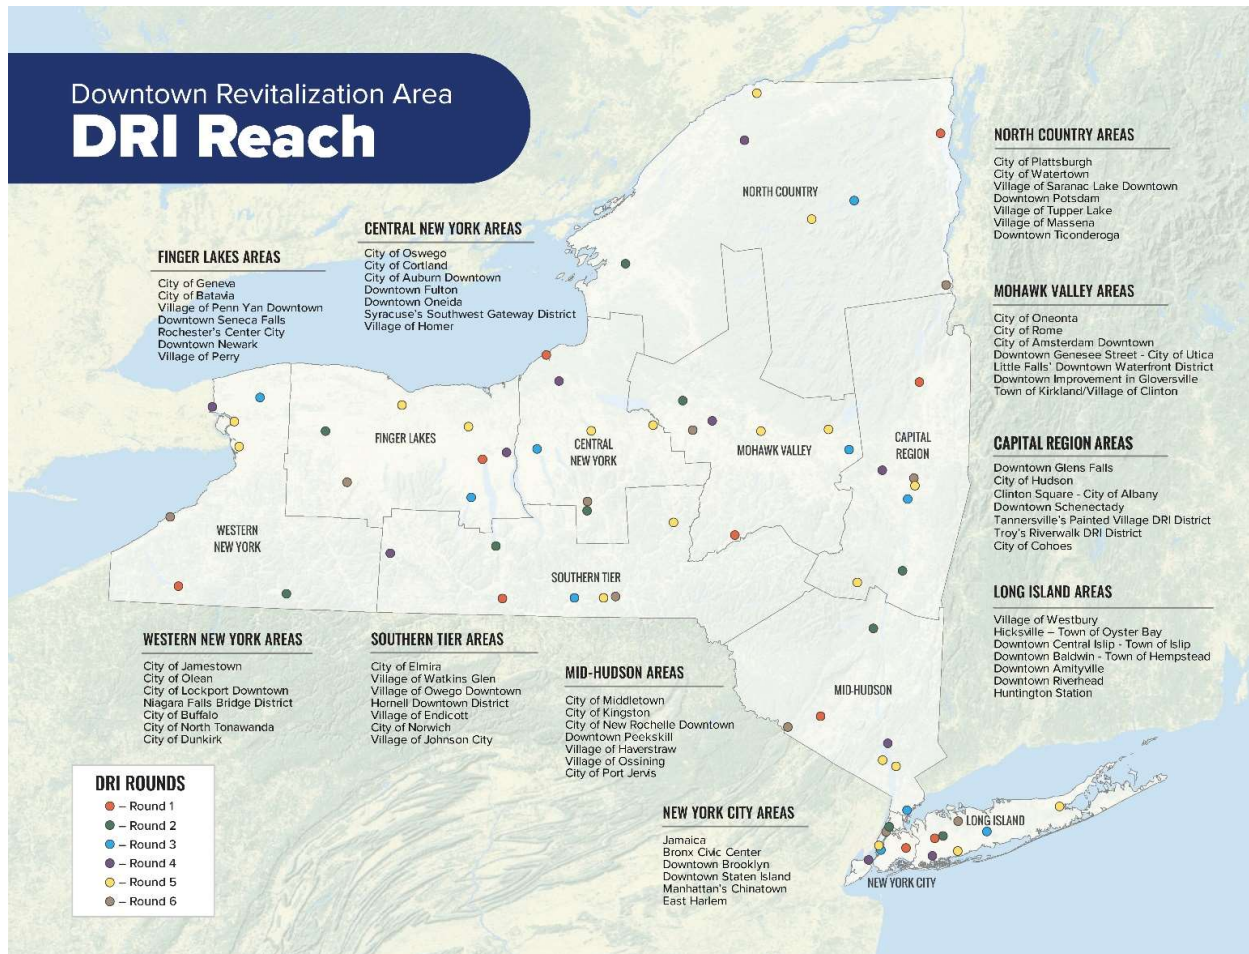 Downtown Revitalization Area
DRI Reach
NORTH COUNTRY AREAS
City of Plattsburgh
City of Watertown
Village of Saranac Lake Downtown
Downtown Potsdam
Village of Tupper Lake
Village of Massena
Downtown Ticonderoga
CENTRAL NEW YORK AREAS
City of Oswego
City of Cortland
City of Auburn Downtown
Downtown Fulton
Downtown Oneida
Syracuse's Southwest Gateway District
Village of Homer
FINGER LAKES AREAS
City of Geneva
City of Batavia
Village of Penn Yan Downtown
Downtown Seneca Falls
Rochester's Center City
Downtown Newark
Village of Perry
MOHAWK VALLEY AREAS
City of Oneonta
City of Rome
City of Amsterdam Downtown
Downtown Genesee Street - City of Utica
Little Falls' Downtown Waterfront District
Downtown Improvement in Gloversville
Town of Kirkland/Village of Clinton
CAPITAL REGION AREAS
Downtown Glens Falls
City of Hudson
Clinton Square - City of Albany
Downtown Schenectady
Tannersville's Painted Village DRI District
Troy's Riverwalk DRI District
City of Cohoes
LONG ISLAND AREAS
Village of Westbury
Hicksville – Town of Oyster Bay
Downtown Central Islip - Town of Islip
Downtown Baldwin - Town of Hempstead
Downtown Amityville
Downtown Riverhead
Huntington Station
NORTH COUNTRY
FINGER LAKES
CENTRAL
NEW YORK
MOHAWK VALLEY
CAPITAL
REGION
WESTERN
NEW YORK
SOUTHERN TIER
MID-HUDSON
LONG ISLAND
NEW YORK CITY
WESTERN NEW YORK AREAS
City of Jamestown
City of Olean
City of Lockport Downtown
Niagara Falls Bridge District
City of Buffalo
City of North Tonawanda
City of Dunkirk
SOUTHERN TIER AREAS
City of Elmira
Village of Watkins Glen
Village of Owego Downtown
Hornell Downtown District
Village of Endicott
City of Norwich
Village of Johnson City
MID-HUDSON AREAS
City of Middletown
City of Kingston
City of New Rochelle Downtown
Downtown Peekskill
Village of Haverstraw
Village of Ossining
City of Port Jervis
NEW YORK CITY AREAS
Jamaica
Bronx Civic Center
Downtown Brooklyn
Downtown Staten Island
Manhattan's Chinatown
East Harlem
DRI ROUNDS
– Round 1
– Round 2
– Round 3
– Round 4
– Round 5
– Round 6